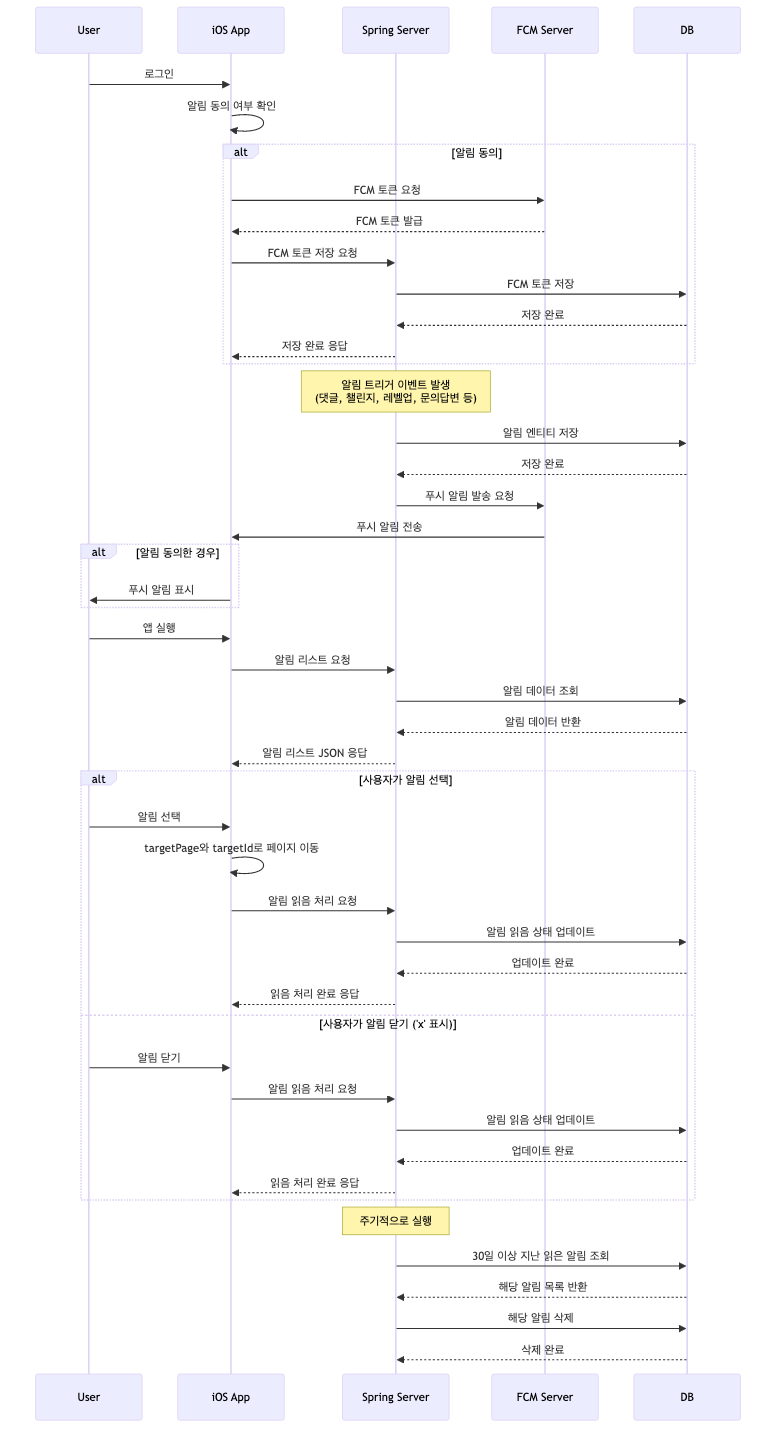 User
iOS App
Spring Server
FCM Server
DB
로그인
알림 동의 여부 확인
alt
[알림 동의]
FCM 토큰 요청
FCM 토큰 발급
FCM 토큰 저장 요청
FCM 토큰 저장
저장 완료
저장 완료 응답
알림 트리거 이벤트 발생
(댓글, 챌린지, 레벨업, 문의답변 등)
알림 엔티티 저장
저장 완료
푸시 알림 발송 요청
푸시 알림 전송
alt
[알림 동의한 경우]
푸시 알림 표시
앱 실행
알림 리스트 요청
알림 데이터 조회
알림 데이터 반환
알림 리스트 JSON 응답
alt
[사용자가 알림 선택]
알림 선택
targetPage와 targetId로 페이지 이동
알림 읽음 처리 요청
알림 읽음 상태 업데이트
업데이트 완료
읽음 처리 완료 응답
[사용자가 알림 닫기 ('x' 표시)]
알림 닫기
알림 읽음 처리 요청
알림 읽음 상태 업데이트
업데이트 완료
읽음 처리 완료 응답
주기적으로 실행
30일 이상 지난 읽은 알림 조회
해당 알림 목록 반환
해당 알림 삭제
삭제 완료
User
iOS App
Spring Server
FCM Server
DB